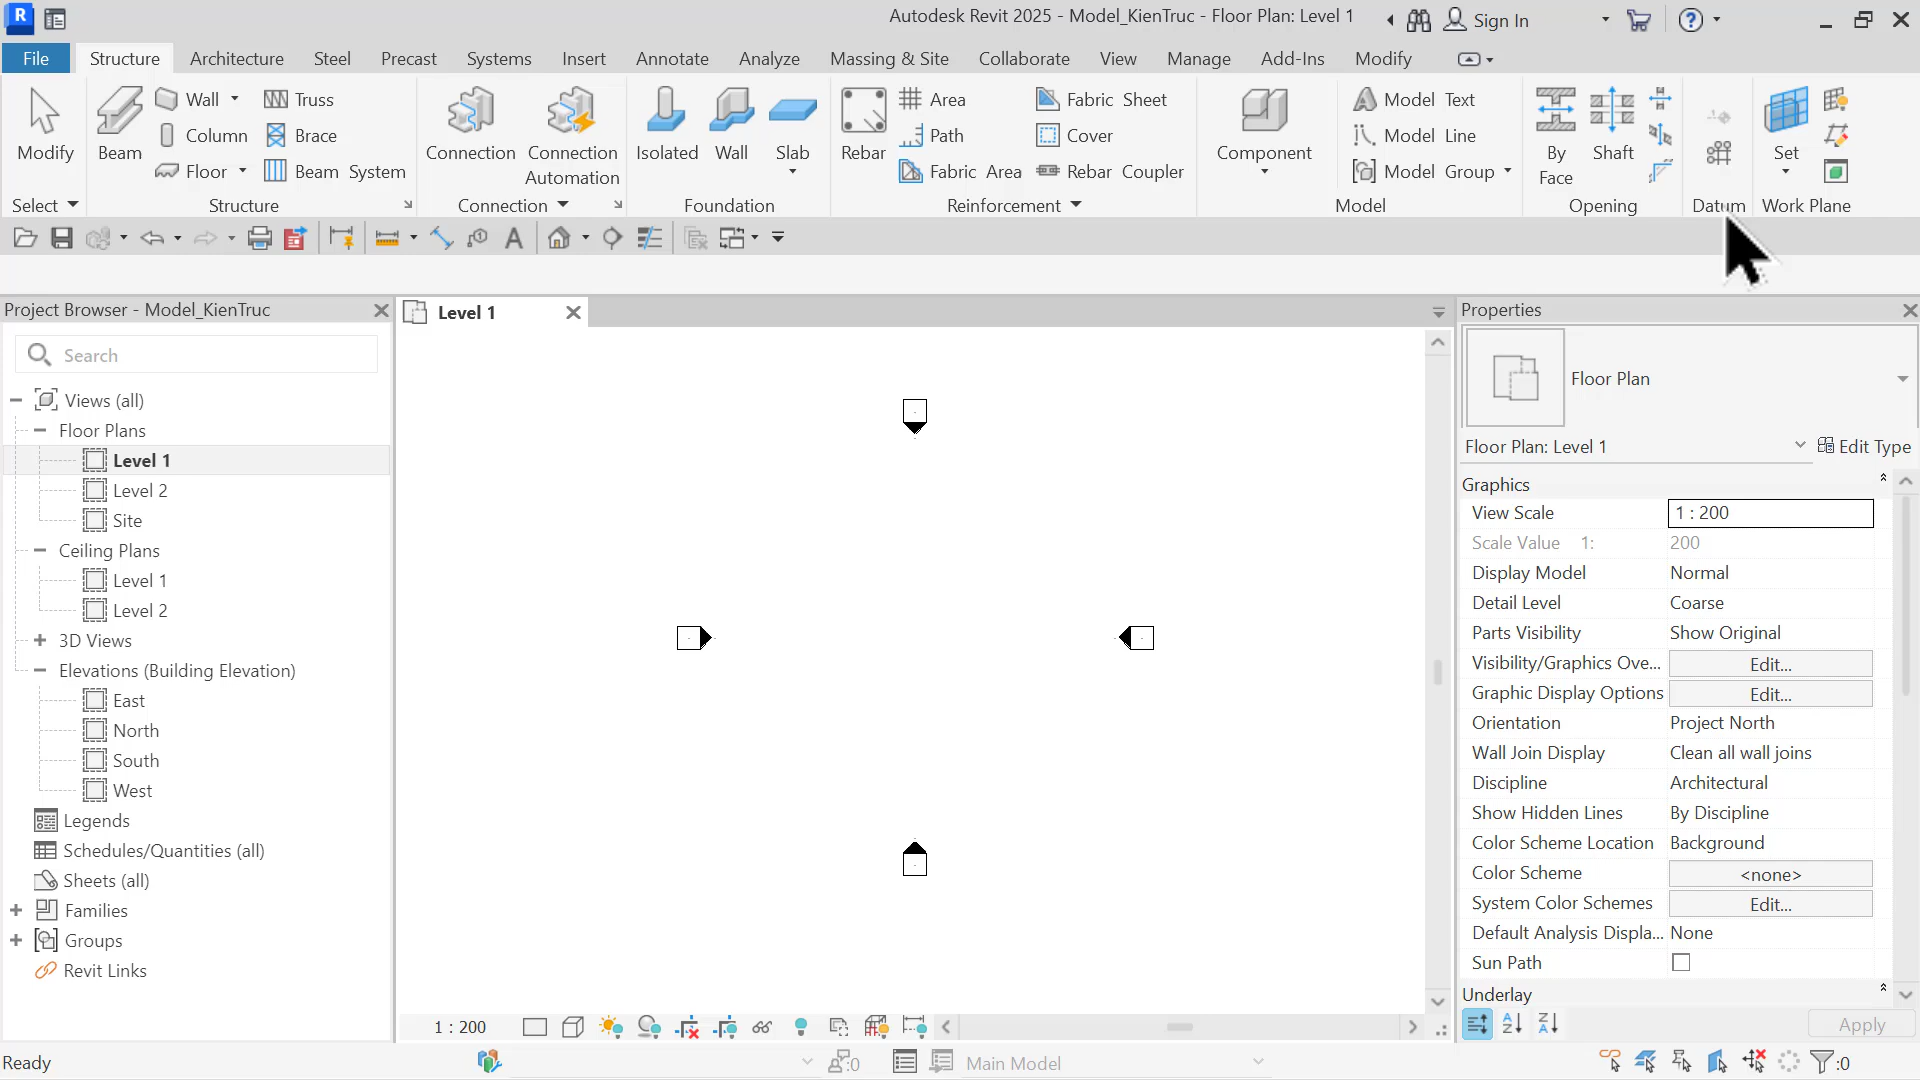 Autodesk Revit 2025 - Model_KienTruc - Floor Plan: Level 1
Sign In
File Structure Architecture Steel Precast Systems Insert Annotate Analyze Massing & Site Collaborate View Manage Add-Ins Modify
Modify
Beam
Wall
Column
Floor
Truss
Brace
Beam System
Connection
Connection
Automation
Isolated
Wall
Slab
Rebar
Area
Path
Fabric Area
Fabric Sheet
Cover
Rebar Coupler
Component
Model Text
Model Line
Model Group
By
Face
Shaft
Set
Select
Structure
Connection
Foundation
Reinforcement
Model
Opening
Datum
Work Plane
Project Browser - Model_KienTruc
Search
Views (all)
Floor Plans
Level 1
Level 2
Site
Ceiling Plans
Level 1
Level 2
3D Views
Elevations (Building Elevation)
East
North
South
West
Legends
Schedules/Quantities (all)
Sheets (all)
Families
Groups
Revit Links
Level 1
1 : 200
Properties
Floor Plan
Floor Plan: Level 1
Edit Type
Graphics
View Scale 1 : 200
Scale Value 1: 200
Display Model Normal
Detail Level Coarse
Parts Visibility Show Original
Visibility/Graphics Ove... Edit...
Graphic Display Options Edit...
Orientation Project North
Wall Join Display Clean all wall joins
Discipline Architectural
Show Hidden Lines By Discipline
Color Scheme Location Background
Color Scheme <none>
System Color Schemes Edit...
Default Analysis Displa... None
Sun Path
Underlay
Apply
Ready
:0
Main Model
:0